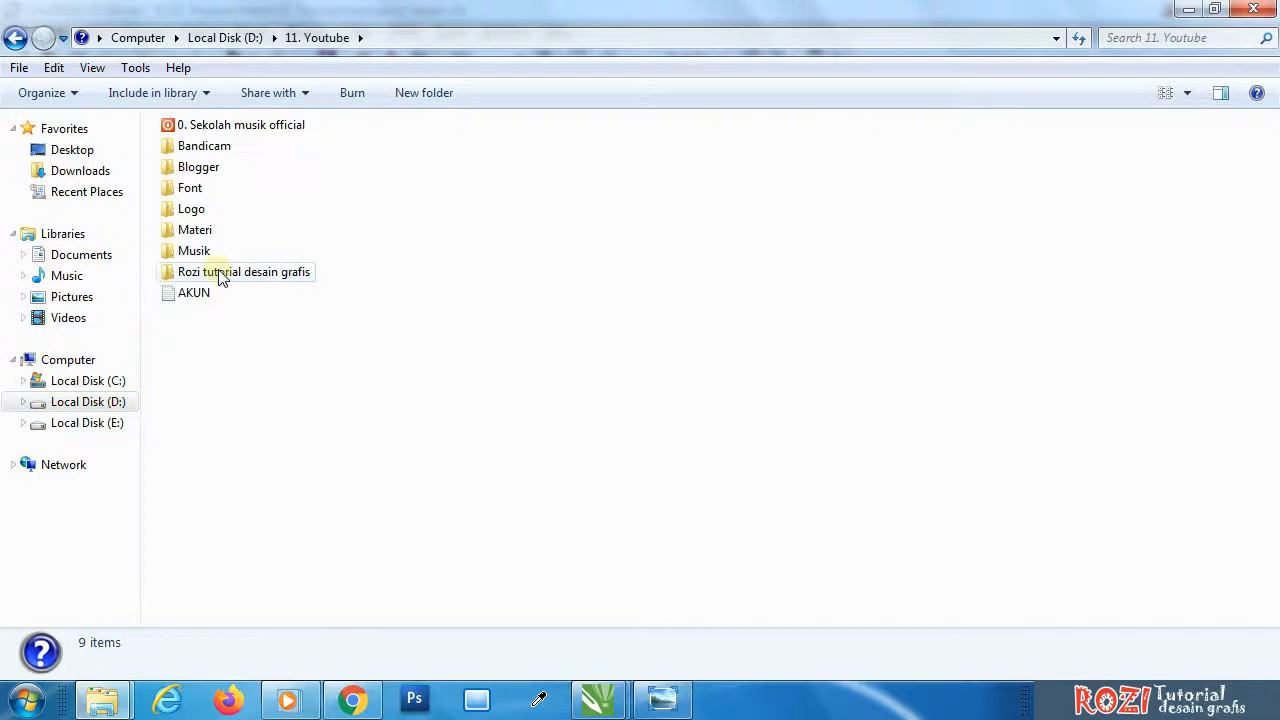 Computer
Local Disk (D:)
11. Youtube
Search 11. Youtube
File
Edit
View
Tools
Help
Organize
Include in library
Share with
Burn
New folder
Favorites
Desktop
Downloads
Recent Places
Libraries
Documents
Music
Pictures
Videos
Computer
Local Disk (C:)
Local Disk (D:)
Local Disk (E:)
Network
0. Sekolah musik official
Bandicam
Blogger
Font
Logo
Materi
Musik
Rozi tutorial desain grafis
AKUN
9 items
Ps
ROZI Tutorial
desain grafis